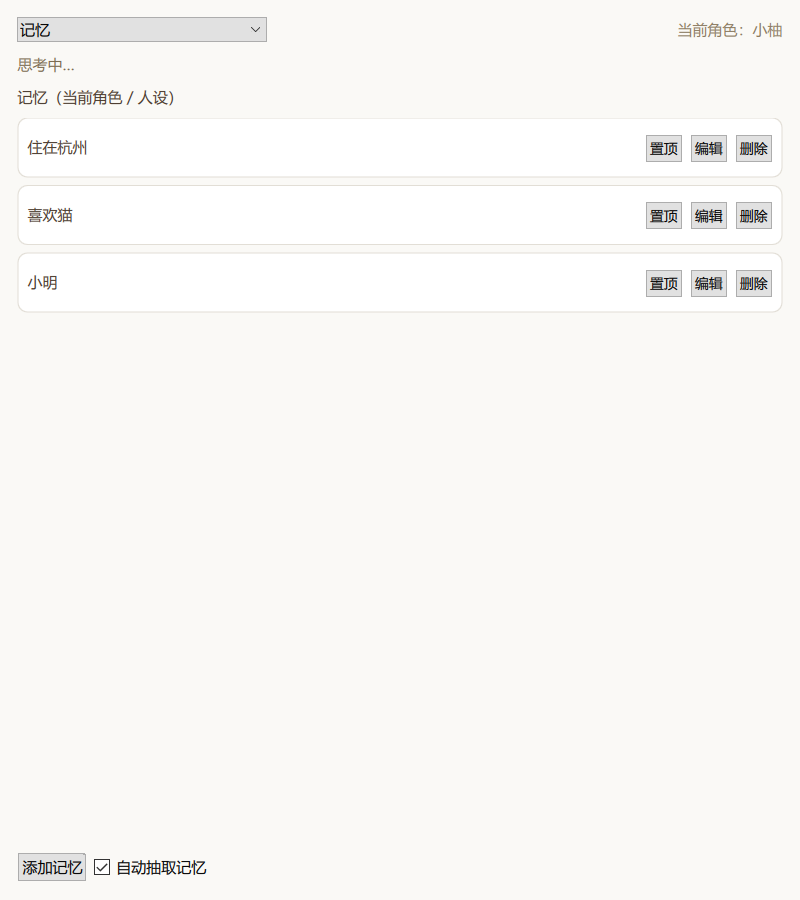 记忆 当前角色：小柚
思考中...
记忆（当前角色 / 人设）
住在杭州 置顶 编辑 删除
喜欢猫 置顶 编辑 删除
小明 置顶 编辑 删除
添加记忆 自动抽取记忆